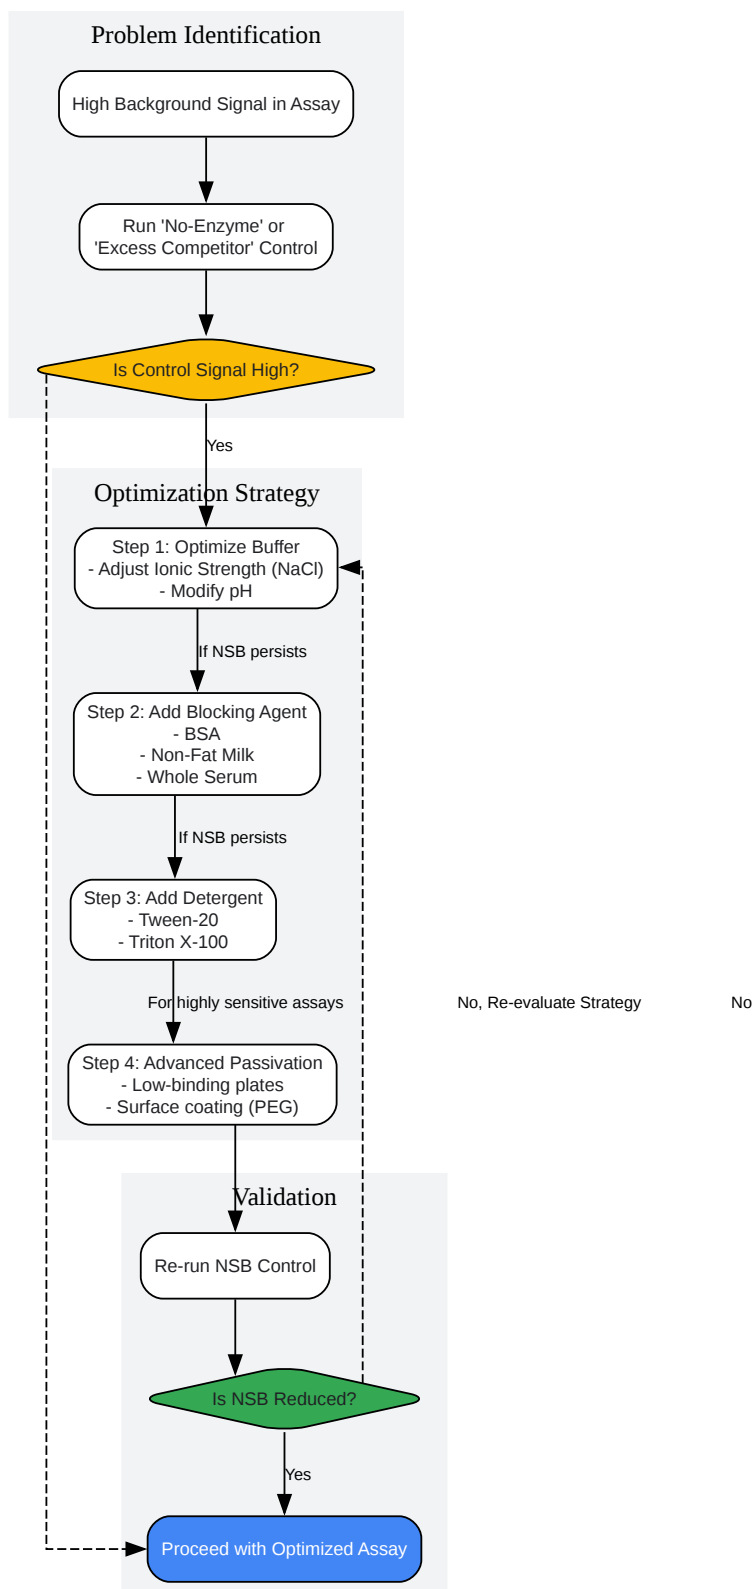 Problem Identification
High Background Signal in Assay
Run 'No-Enzyme' or
'Excess Competitor' Control
Is Control Signal High?
Yes
Optimization Strategy
Step 1: Optimize Buffer
- Adjust Ionic Strength (NaCl)
- Modify pH
If NSB persists
Step 2: Add Blocking Agent
- BSA
- Non-Fat Milk
- Whole Serum
If NSB persists
Step 3: Add Detergent
- Tween-20
- Triton X-100
For highly sensitive assays
No, Re-evaluate Strategy
No
Step 4: Advanced Passivation
- Low-binding plates
- Surface coating (PEG)
Validation
Re-run NSB Control
Is NSB Reduced?
Yes
Proceed with Optimized Assay